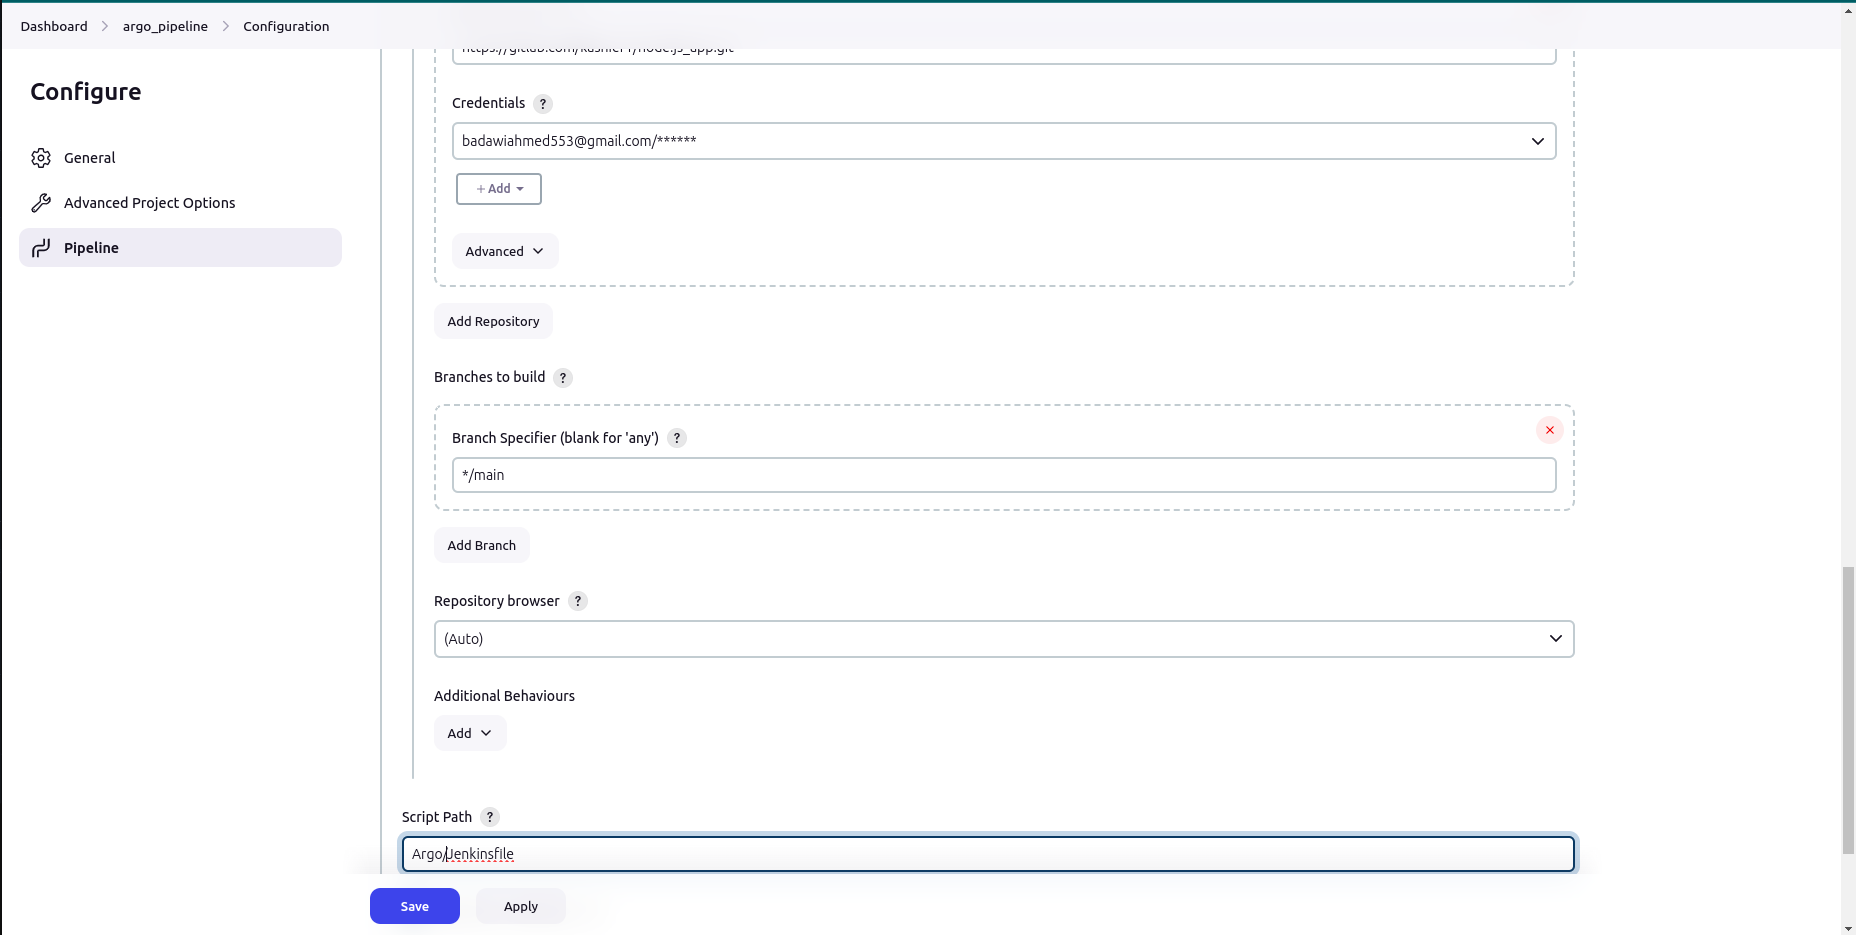 Dashboard > argo_pipeline > Configuration
Configure
General
Advanced Project Options
Pipeline
Credentials ?
badawiahmed553@gmail.com/******
+ Add
Advanced
Add Repository
Branches to build ?
Branch Specifier (blank for 'any') ?
*/main
Add Branch
Repository browser ?
(Auto)
Additional Behaviours
Add
Script Path ?
Argo/Jenkinsfile
Save
Apply